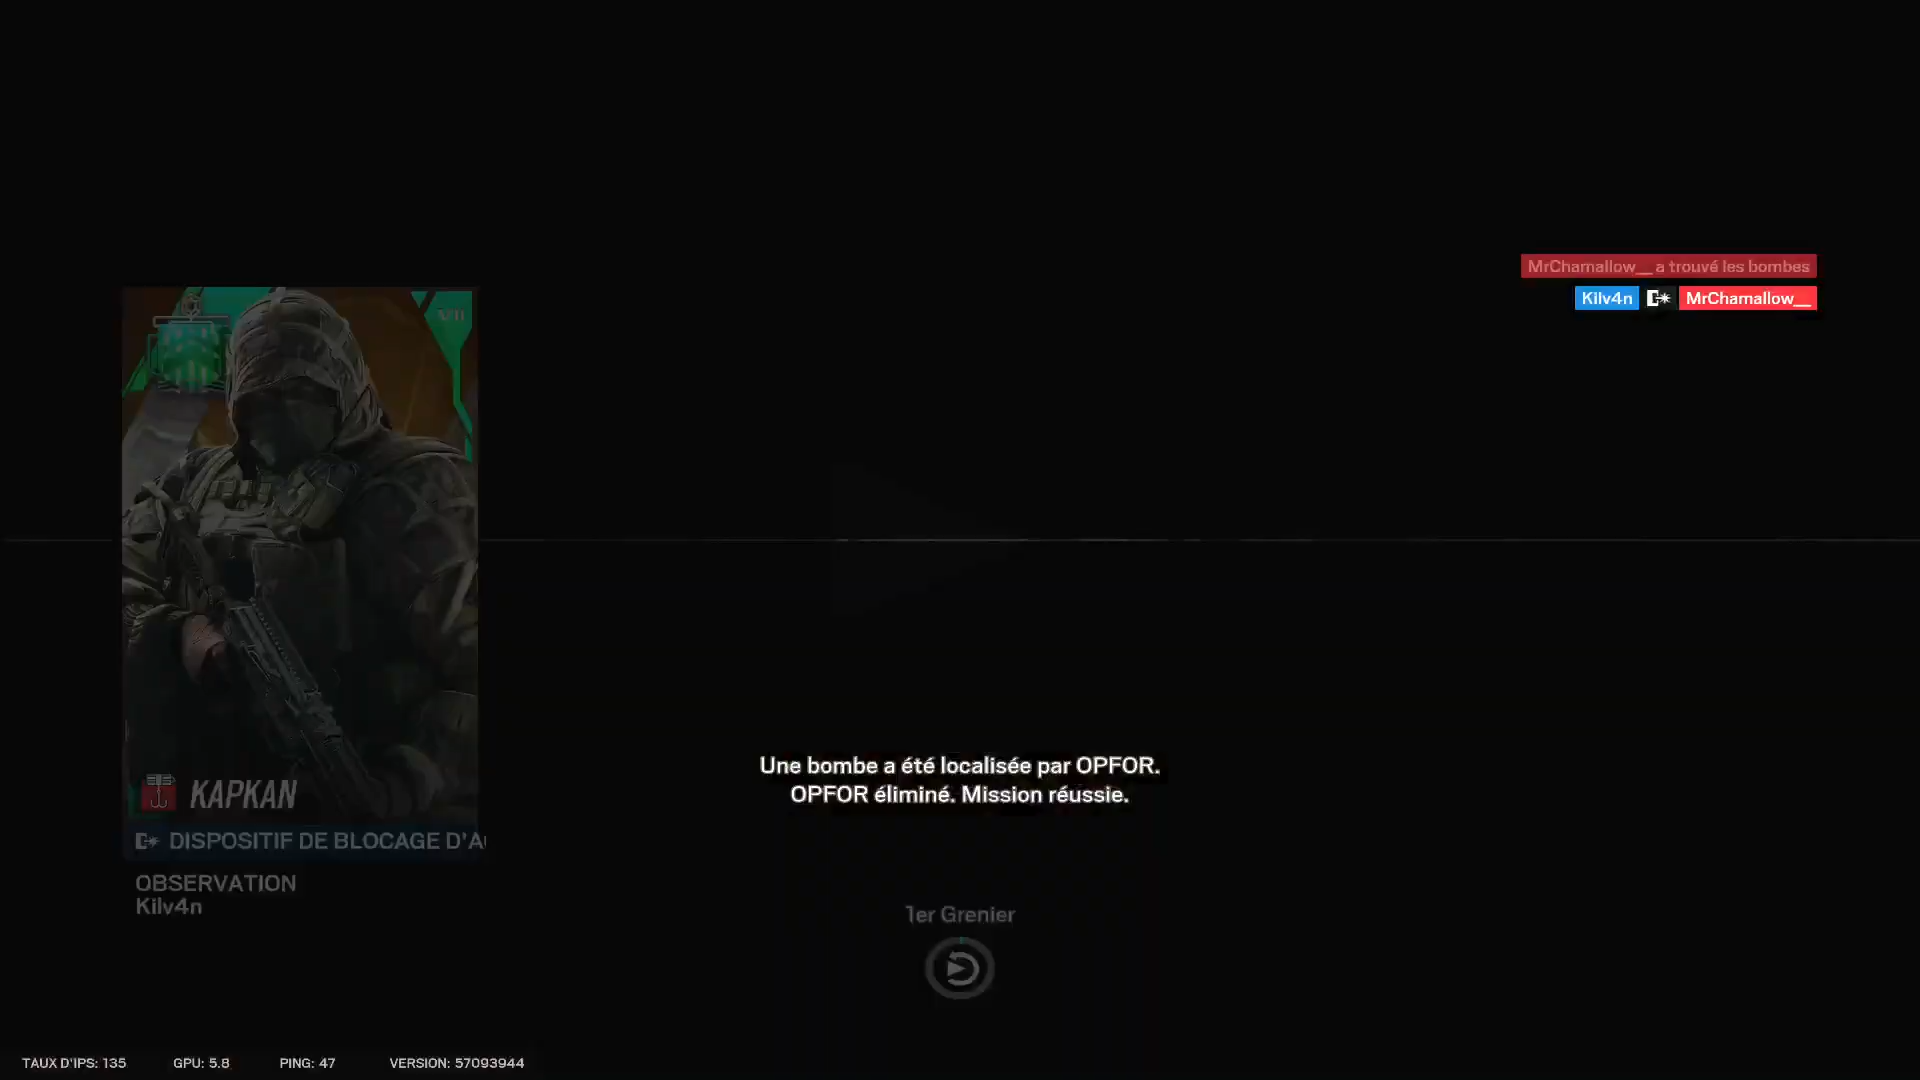 MrChamallow__ a trouvé les bombes
Kilv4n MrChamallow__
KAPKAN
DISPOSITIF DE BLOCAGE D'A
OBSERVATION
Kilv4n
Une bombe a été localisée par OPFOR.
OPFOR éliminé. Mission réussie.
1er Grenier
TAUX D'IPS: 135 GPU: 5.8 PING: 47 VERSION: 57093944